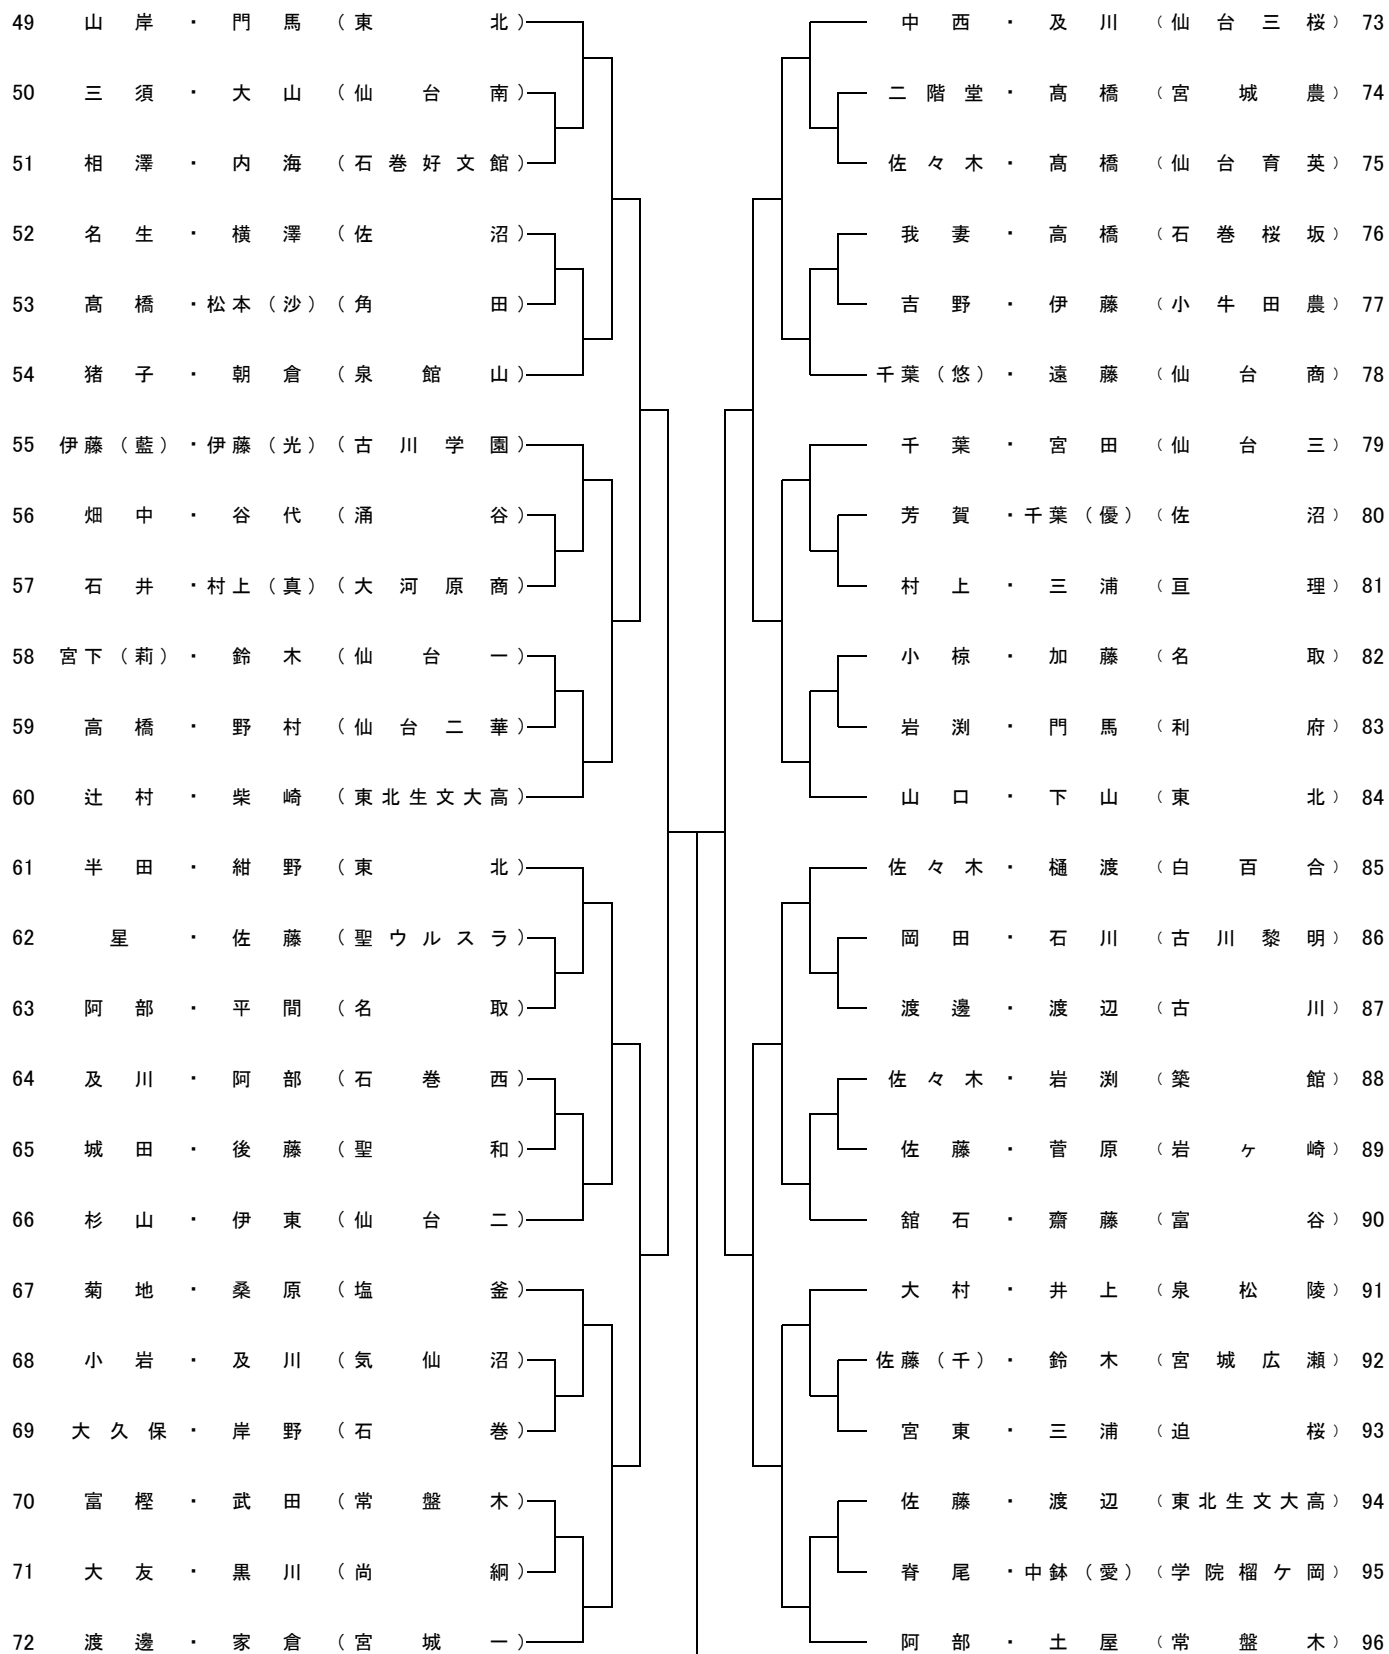 49 山岸・門馬(東北)
50 三須・大山(仙台南)
51 相澤・内海(石巻好文館)
52 名生・横澤(佐沼)
53 髙橋・松本(沙)(角田)
54 猪子・朝倉(泉館山)
55 伊藤(藍)・伊藤(光)(古川学園)
56 畑中・谷代(涌谷)
57 石井・村上(真)(大河原商)
58 宮下(莉)・鈴木(仙台一)
59 高橋・野村(仙台二華)
60 辻村・柴崎(東北生文大高)
61 半田・紺野(東北)
62 星・佐藤(聖ウルスラ)
63 阿部・平間(名取)
64 及川・阿部(石巻西)
65 城田・後藤(聖和)
66 杉山・伊東(仙台二)
67 菊地・桑原(塩釜)
68 小岩・及川(気仙沼)
69 大久保・岸野(石巻)
70 富樫・武田(常盤木)
71 大友・黒川(尚絅)
72 渡邊・家倉(宮城一)
中西・及川(仙台三桜) 73
二階堂・髙橋(宮城農) 74
佐々木・髙橋(仙台育英) 75
我妻・高橋(石巻桜坂) 76
吉野・伊藤(小牛田農) 77
千葉(悠)・遠藤(仙台商) 78
千葉・宮田(仙台三) 79
芳賀・千葉(優)(佐沼) 80
村上・三浦(亘理) 81
小椋・加藤(名取) 82
岩渕・門馬(利府) 83
山口・下山(東北) 84
佐々木・樋渡(白百合) 85
岡田・石川(古川黎明) 86
渡邊・渡辺(古川) 87
佐々木・岩渕(築館) 88
佐藤・菅原(岩ヶ崎) 89
舘石・齋藤(富谷) 90
大村・井上(泉松陵) 91
佐藤(千)・鈴木(宮城広瀬) 92
宮東・三浦(迫桜) 93
佐藤・渡辺(東北生文大高) 94
脊尾・中鉢(愛)(学院榴ケ岡) 95
阿部・土屋(常盤木) 96